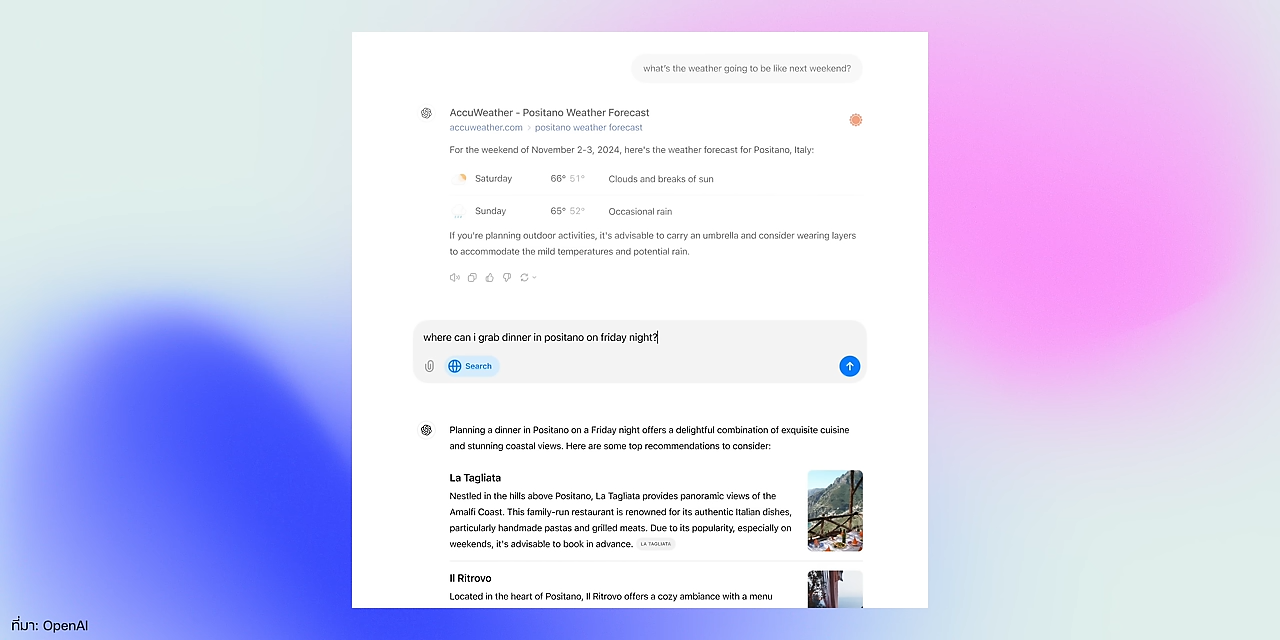 what's the weather going to be like next weekend?
AccuWeather - Positano Weather Forecast
accuweather.com › positano weather forecast
For the weekend of November 2-3, 2024, here's the weather forecast for Positano, Italy:
Saturday 66° 51° Clouds and breaks of sun
Sunday 65° 52° Occasional rain
If you're planning outdoor activities, it's advisable to carry an umbrella and consider wearing layers
to accommodate the mild temperatures and potential rain.
where can i grab dinner in positano on friday night?
Search
Planning a dinner in Positano on a Friday night offers a delightful combination of exquisite cuisine
and stunning coastal views. Here are some top recommendations to consider:
La Tagliata
Nestled in the hills above Positano, La Tagliata provides panoramic views of the
Amalfi Coast. This family-run restaurant is renowned for its authentic Italian dishes,
particularly handmade pastas and grilled meats. Due to its popularity, especially on
weekends, it's advisable to book in advance. LA TAGLIATA
Il Ritrovo
Located in the heart of Positano, Il Ritrovo offers a cozy ambiance with a menu
ที่มา: OpenAI